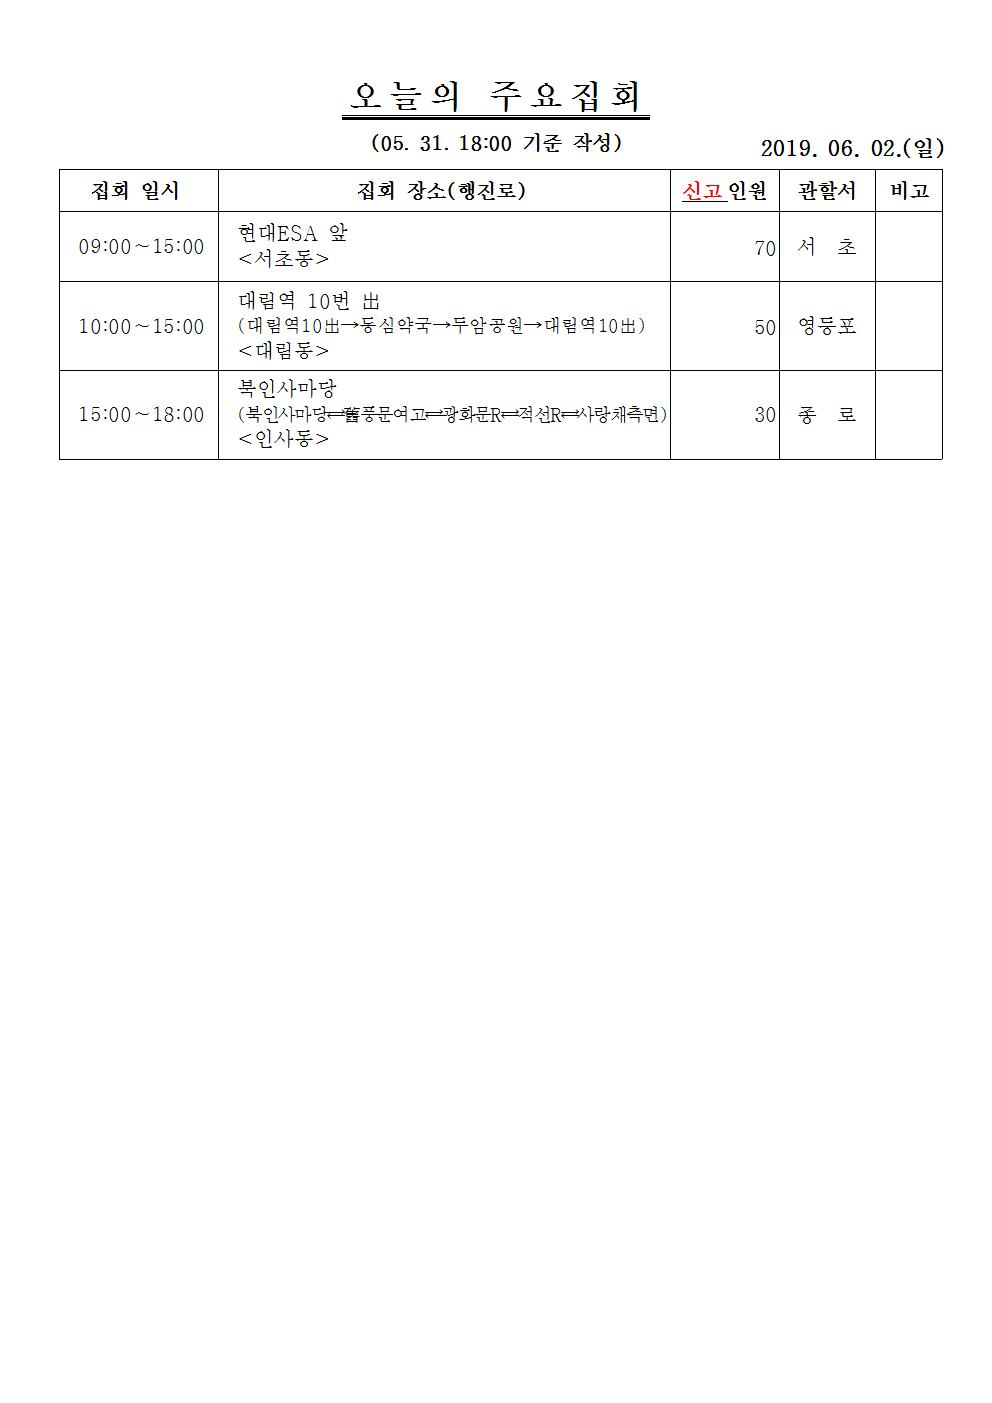 오늘의 주요집회
(05. 31. 18:00 기준 작성)
2019. 06. 02.(일)
집회 일시 집회 장소(행진로) 신고인원 관할서 비고
09:00~15:00 현대ESA 앞 <서초동> 70 서 초
10:00~15:00 대림역 10번 出 (대림역10出→동심약국→두암공원→대림역10出) <대림동> 50 영등포
15:00~18:00 북인사마당 (북인사마당⇄舊풍문여고⇄광화문R⇄적선R⇄사랑채측면) <인사동> 30 종 로